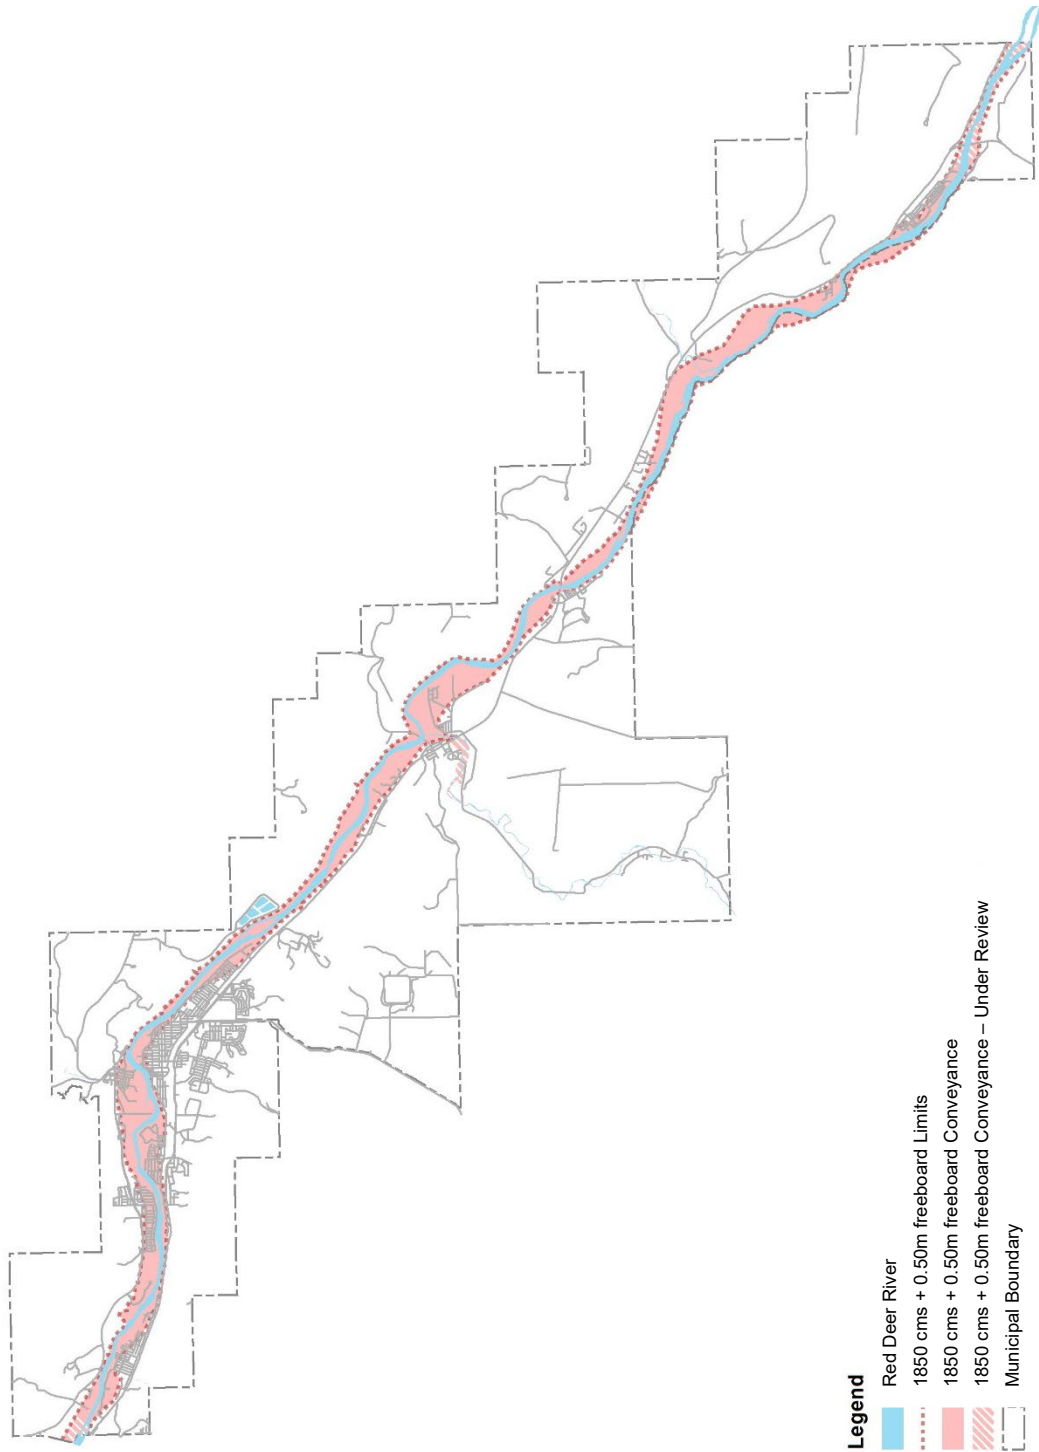 Legend
Red Deer River
1850 cms + 0.50m freeboard Limits
1850 cms + 0.50m freeboard Conveyance
1850 cms + 0.50m freeboard Conveyance – Under Review
Municipal Boundary